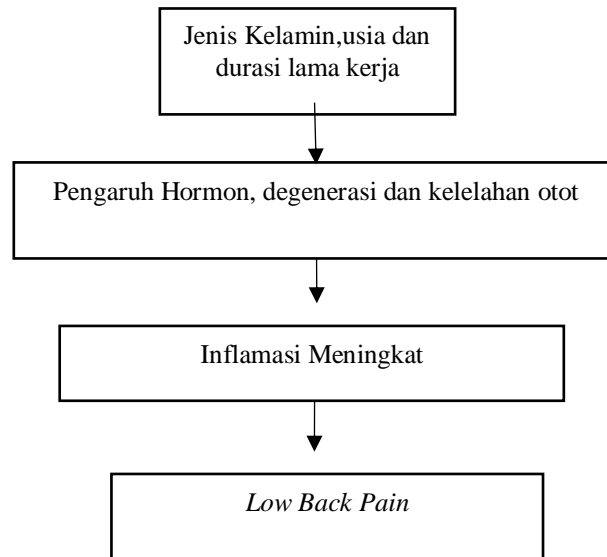 Jenis Kelamin,usia dan
durasi lama kerja
Pengaruh Hormon, degenerasi dan kelelahan otot
Inflamasi Meningkat
Low Back Pain